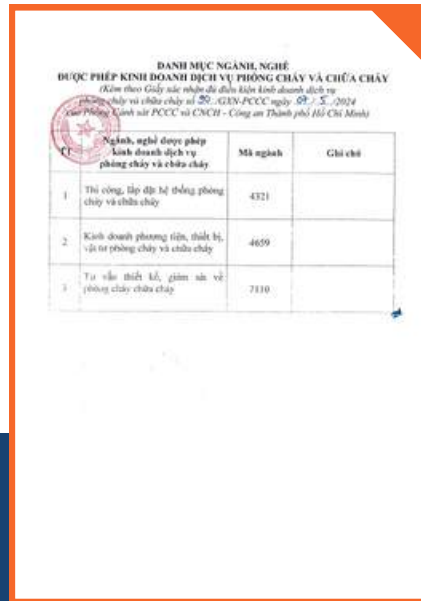 DANH MỤC NGÀNH, NGHỀ
ĐƯỢC PHÉP KINH DOANH DỊCH VỤ PHÒNG CHÁY VÀ CHỮA CHÁY
(Kèm theo Giấy xác nhận đủ điều kiện kinh doanh dịch vụ
phòng cháy và chữa cháy số /GXN-PCCC ngày /5/2024
của Phòng Cảnh sát PCCC và CNCH - Công an Thành phố Hồ Chí Minh)
TT Ngành, nghề được phép kinh doanh dịch vụ phòng cháy và chữa cháy Mã ngành Ghi chú
1 Thi công, lắp đặt hệ thống phòng cháy và chữa cháy 4321
2 Kinh doanh phương tiện, thiết bị, vật tư phòng cháy và chữa cháy 4659
3 Tư vấn thiết kế, giám sát về phòng cháy chữa cháy 7110